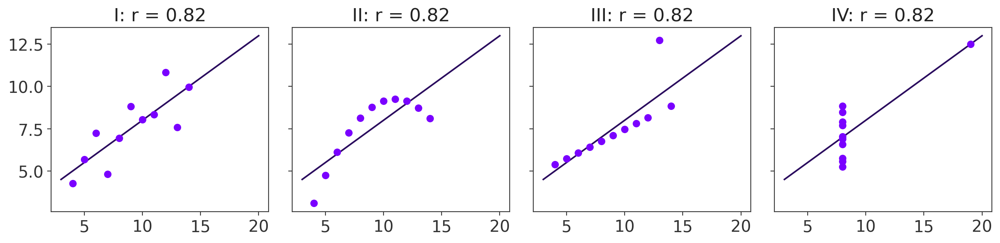 I: r = 0.82
II: r = 0.82
III: r = 0.82
IV: r = 0.82
12.5
10.0
7.5
5.0
5 10 15 20
5 10 15 20
5 10 15 20
5 10 15 20